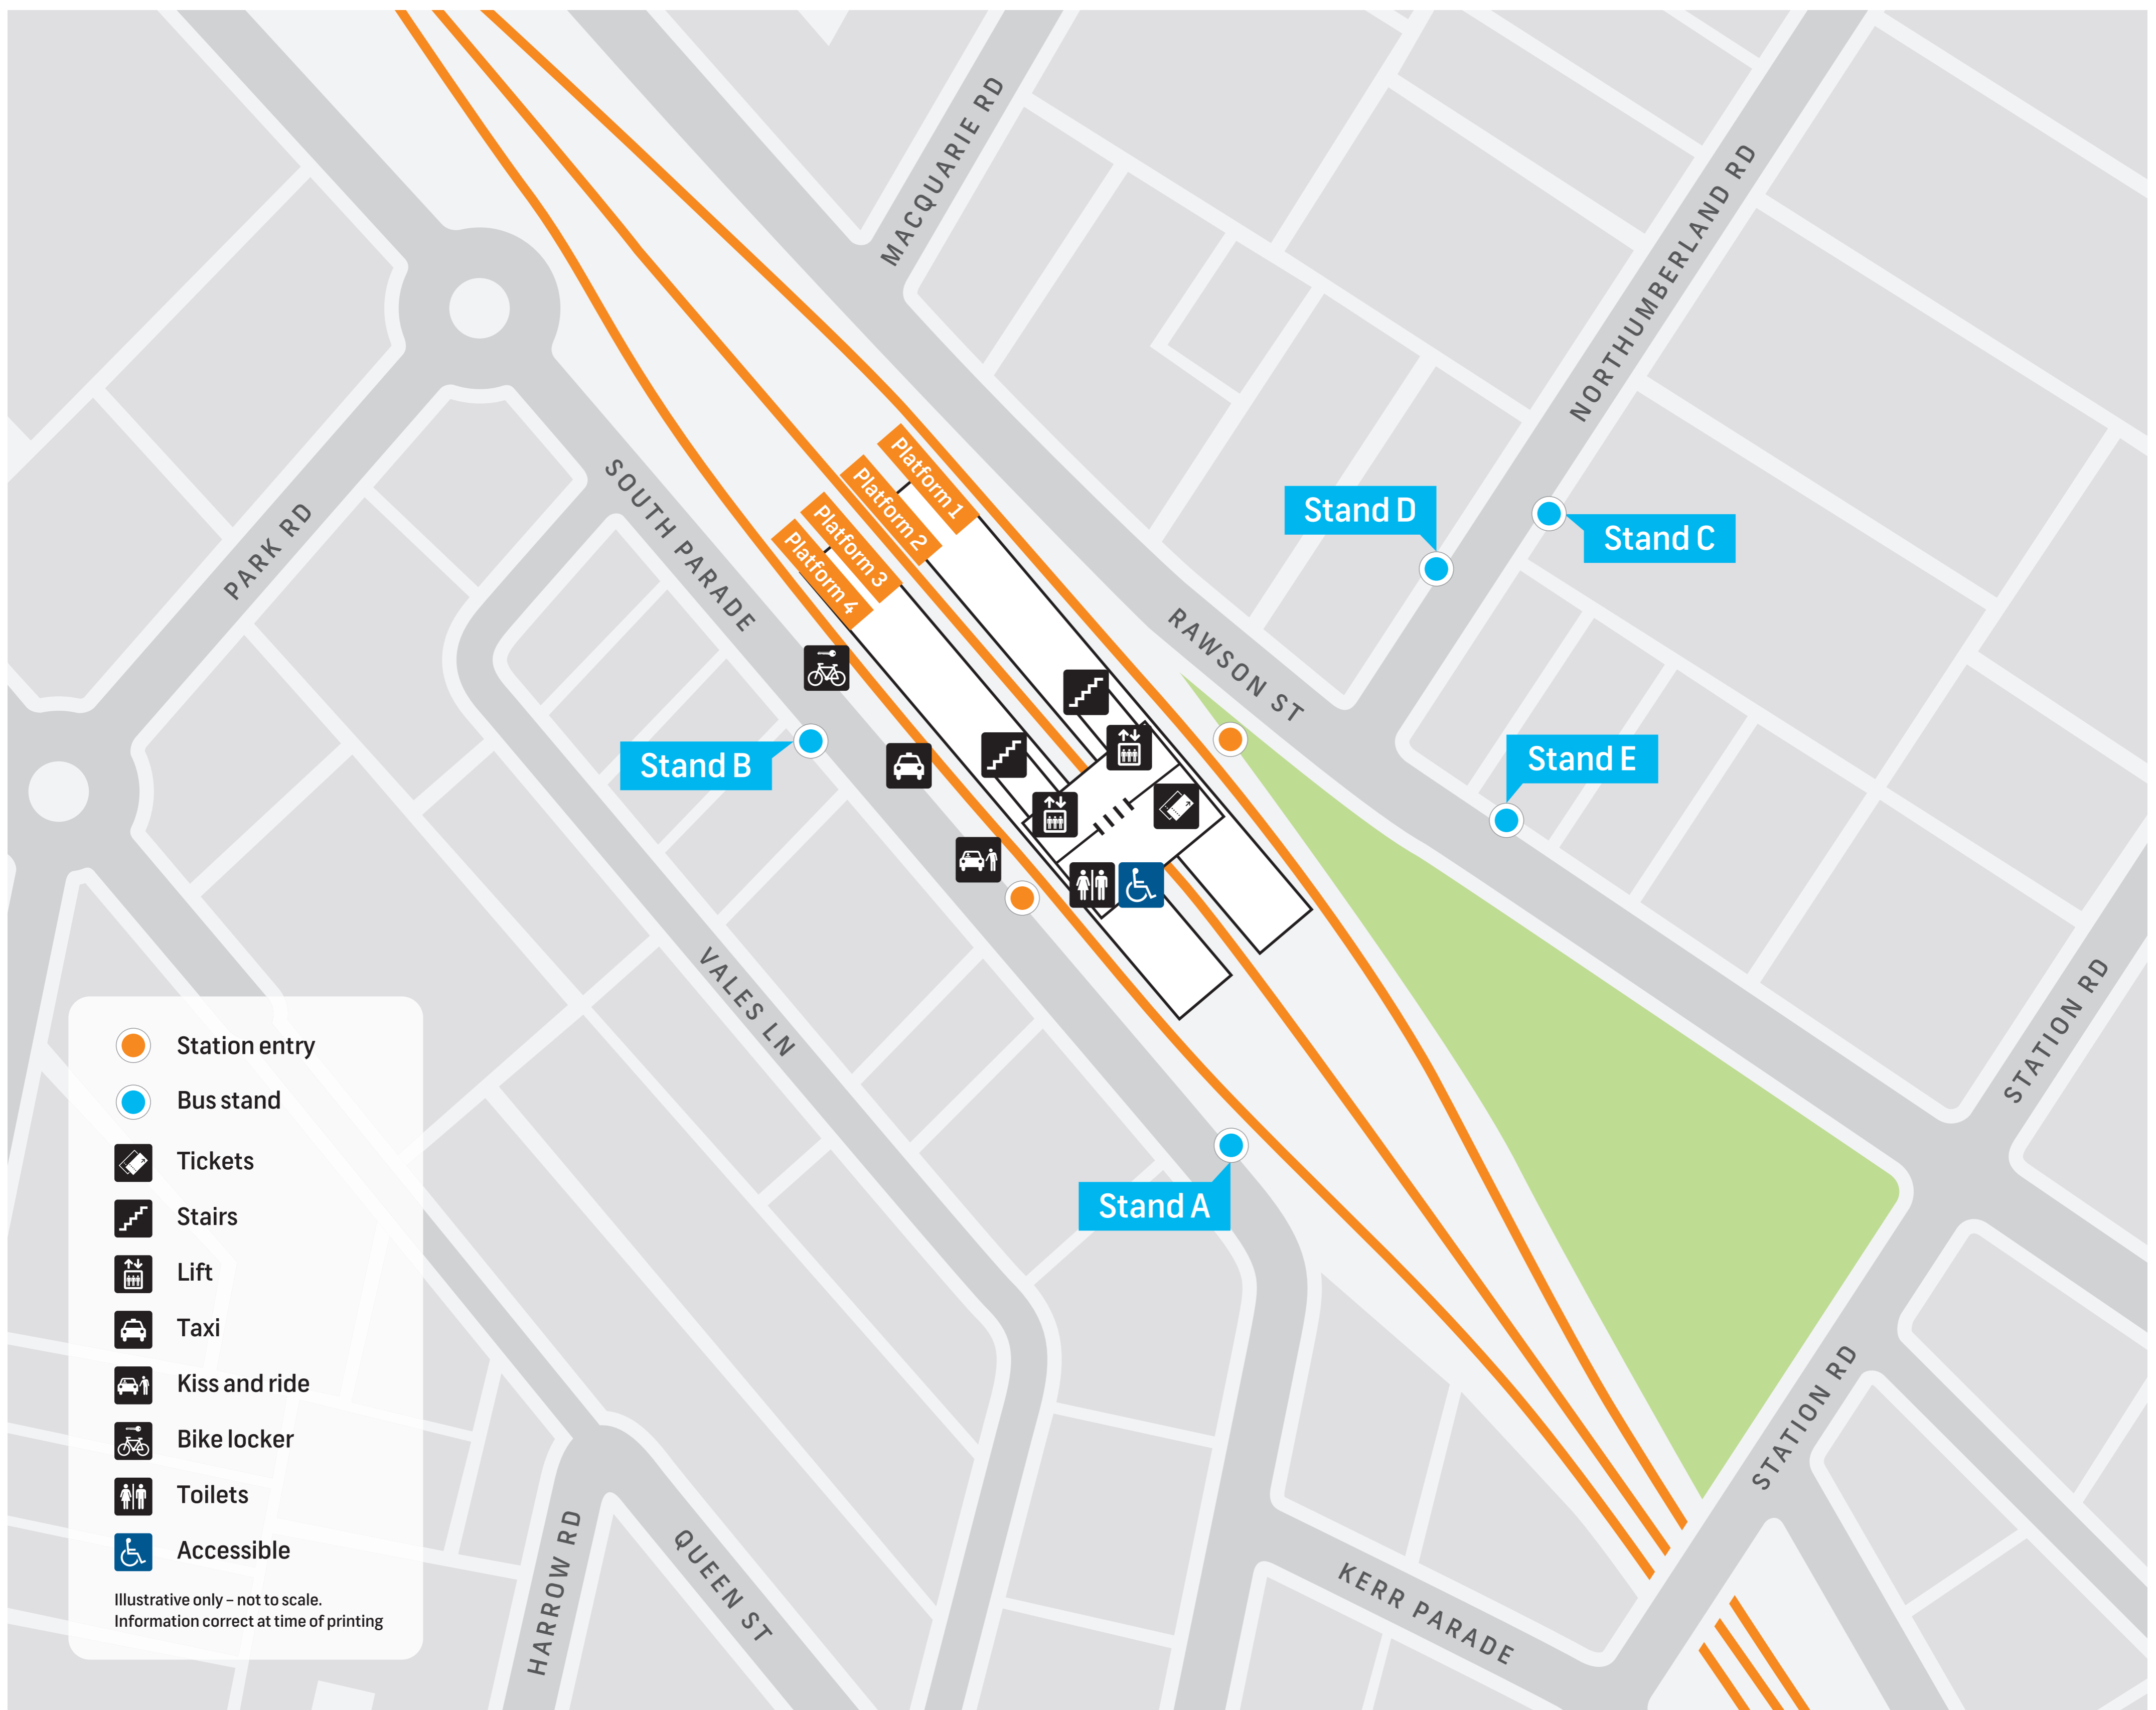 MACQUARIE RD
NORTHUMBERLAND RD
PARK RD
SOUTH PARADE
Platform 1
Platform 2
Platform 3
Platform 4
Stand D
Stand C
RAWSON ST
Stand B
Stand E
VALES LN
STATION RD
Stand A
STATION RD
HARROW RD
QUEEN ST
KERR PARADE
Station entry
Bus stand
Tickets
Stairs
Lift
Taxi
Kiss and ride
Bike locker
Toilets
Accessible
Illustrative only – not to scale.
Information correct at time of printing